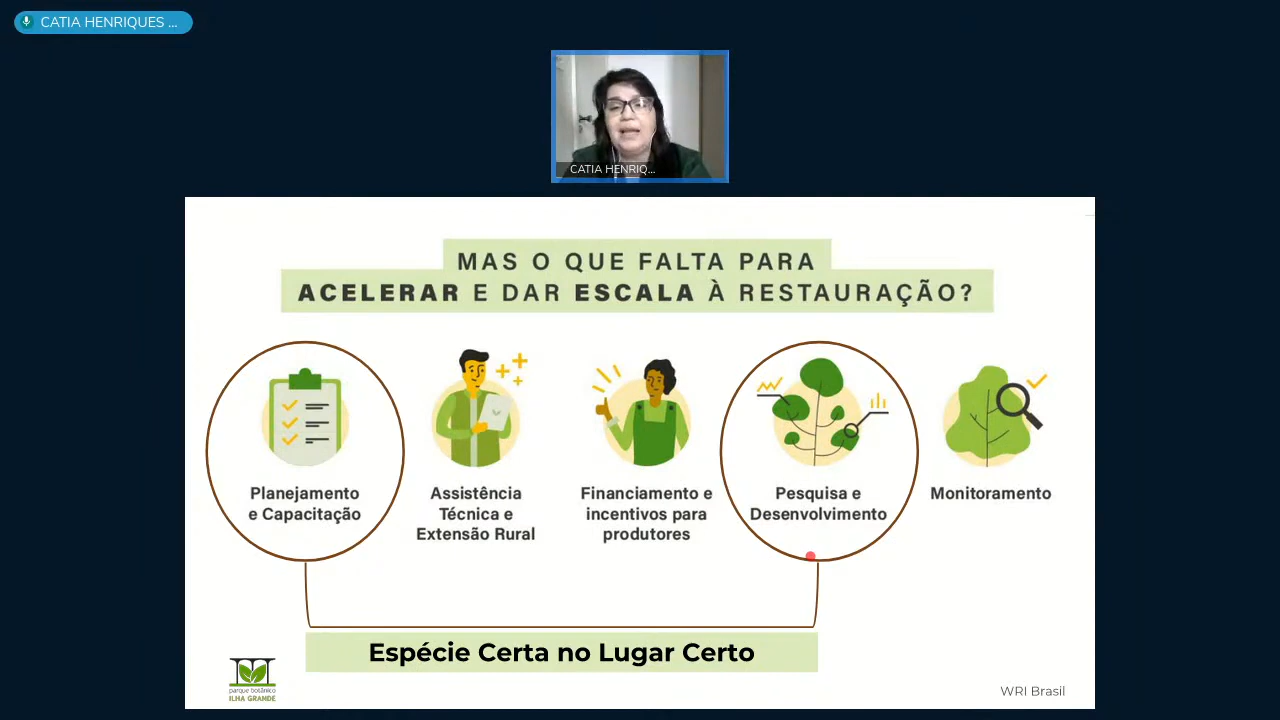 CATIA HENRIQUES ...
CATIA HENRIQ...
MAS O QUE FALTA PARA
ACELERAR E DAR ESCALA À RESTAURAÇÃO?
Planejamento
e Capacitação
Assistência
Técnica e
Extensão Rural
Financiamento e
incentivos para
produtores
Pesquisa e
Desenvolvimento
Monitoramento
Espécie Certa no Lugar Certo
parque botânico
ILHA GRANDE
WRI Brasil